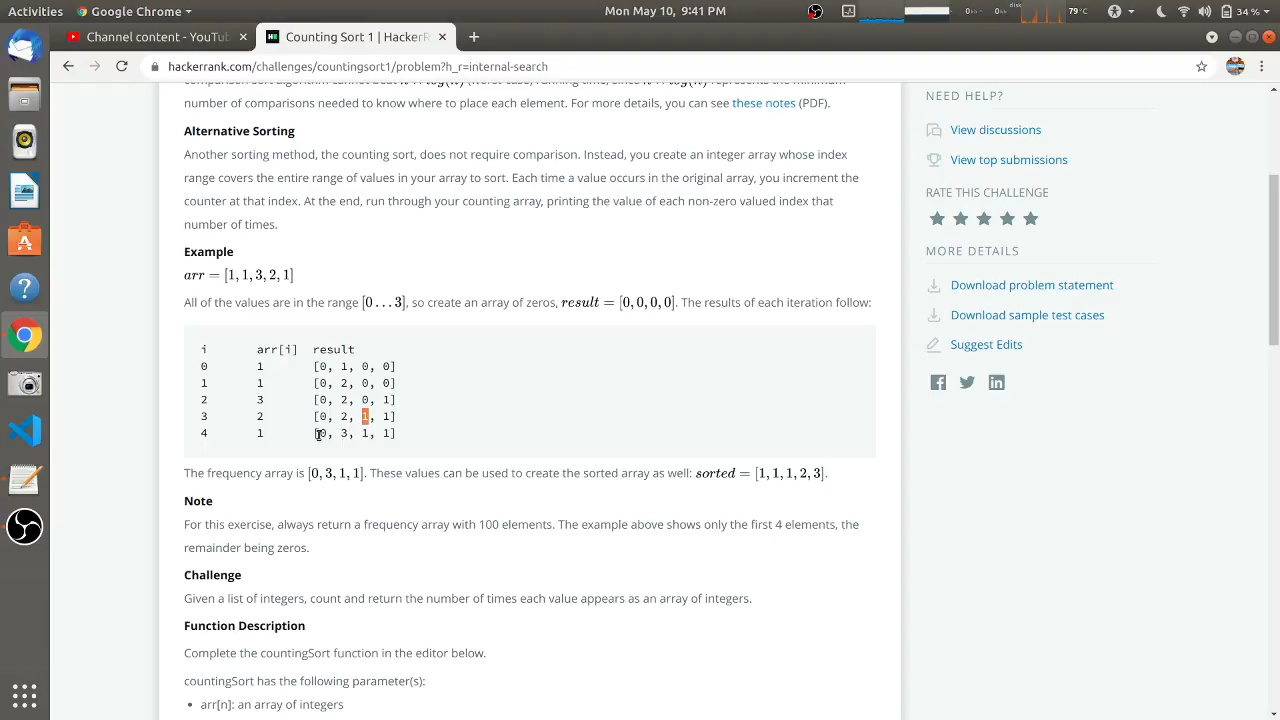 Activities Google Chrome Mon May 10, 9:41 PM 79°C 34 %
Channel content - YouTub Counting Sort 1 | HackerR
hackerrank.com/challenges/countingsort1/problem?h_r=internal-search
number of comparisons needed to know where to place each element. For more details, you can see these notes (PDF).
Alternative Sorting
Another sorting method, the counting sort, does not require comparison. Instead, you create an integer array whose index
range covers the entire range of values in your array to sort. Each time a value occurs in the original array, you increment the
counter at that index. At the end, run through your counting array, printing the value of each non-zero valued index that
number of times.
Example
arr = [1, 1, 3, 2, 1]
All of the values are in the range [0 . . . 3], so create an array of zeros, result = [0, 0, 0, 0]. The results of each iteration follow:
i arr[i] result
0 1 [0, 1, 0, 0]
1 1 [0, 2, 0, 0]
2 3 [0, 2, 0, 1]
3 2 [0, 2, 1, 1]
4 1 [0, 3, 1, 1]
The frequency array is [0, 3, 1, 1]. These values can be used to create the sorted array as well: sorted = [1, 1, 1, 2, 3].
Note
For this exercise, always return a frequency array with 100 elements. The example above shows only the first 4 elements, the
remainder being zeros.
Challenge
Given a list of integers, count and return the number of times each value appears as an array of integers.
Function Description
Complete the countingSort function in the editor below.
countingSort has the following parameter(s):
• arr[n]: an array of integers
NEED HELP?
View discussions
View top submissions
RATE THIS CHALLENGE
MORE DETAILS
Download problem statement
Download sample test cases
Suggest Edits